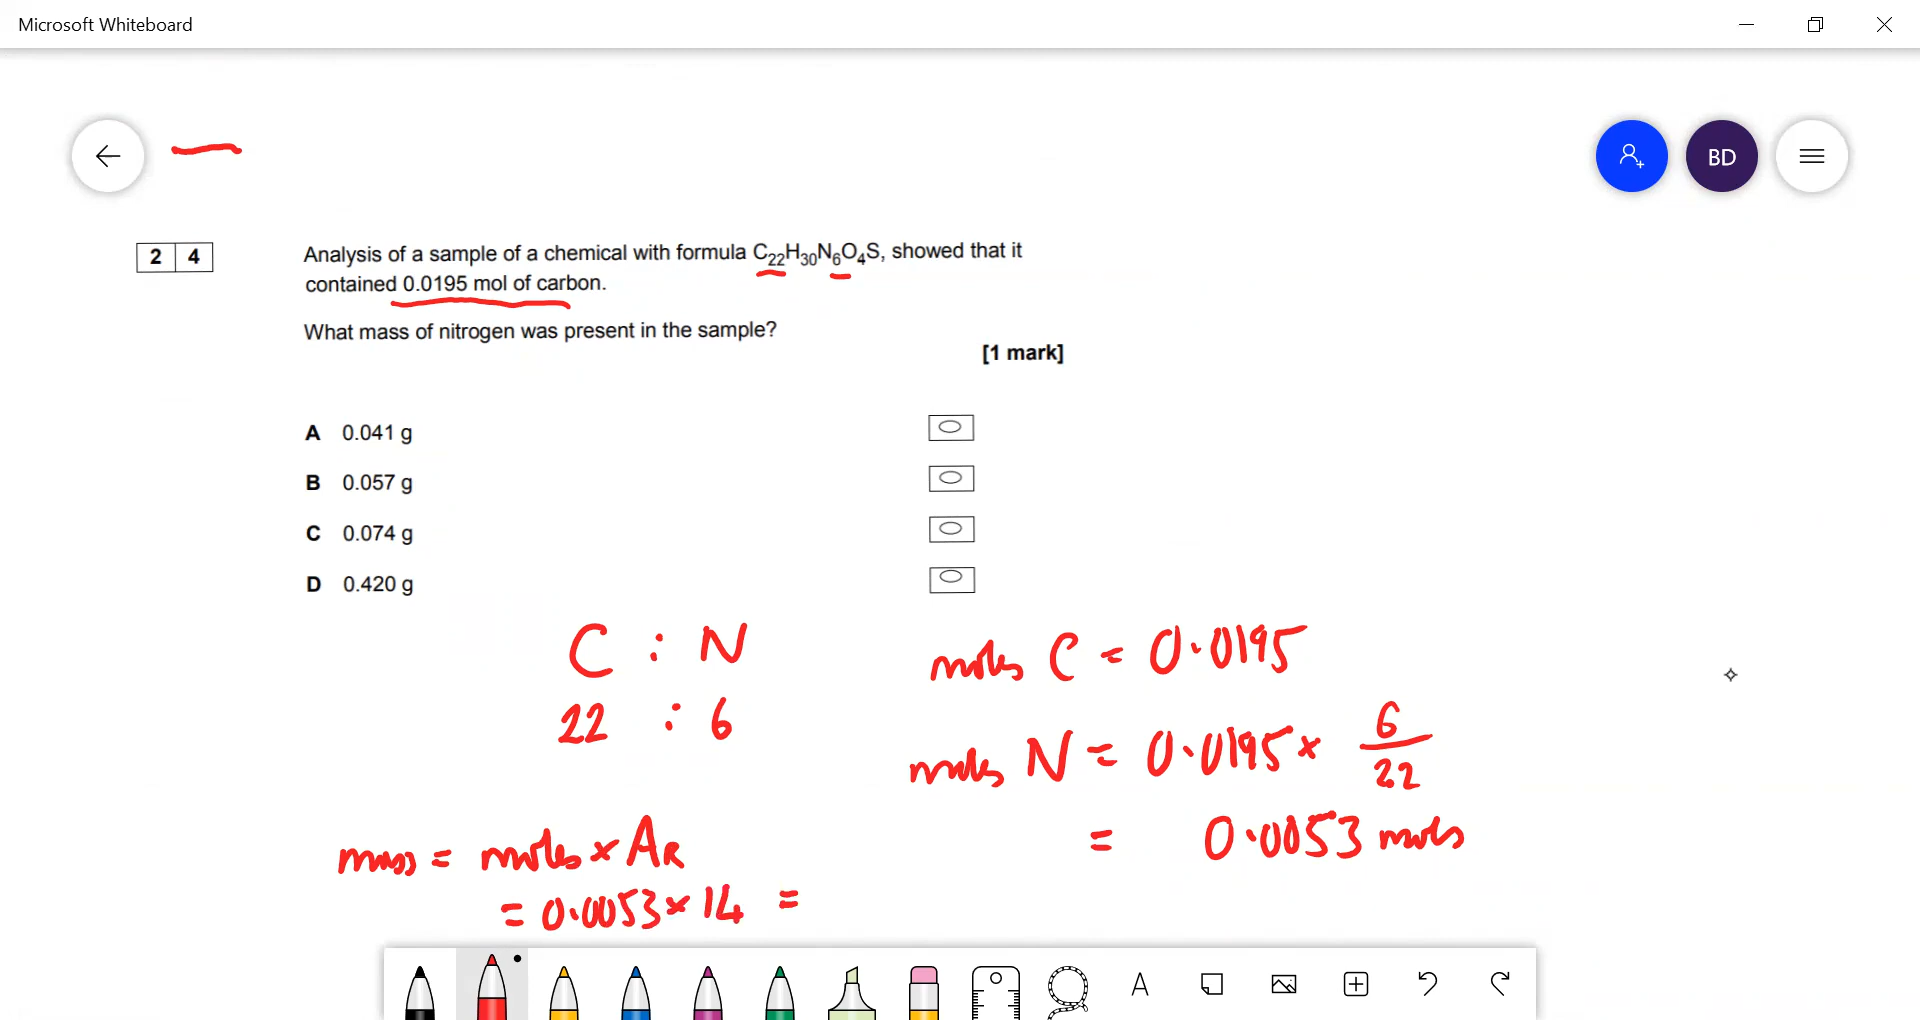 Microsoft Whiteboard
BD
2 4
Analysis of a sample of a chemical with formula C₂₂H₃₀N₆O₄S, showed that it
contained 0.0195 mol of carbon.
What mass of nitrogen was present in the sample?
[1 mark]
A 0.041 g
B 0.057 g
C 0.074 g
D 0.420 g
C : N
22 : 6
moles C = 0.0195
moles N = 0.0195 × 6/22
= 0.0053 moles
mass = moles × AR
= 0.0053 × 14 =
A